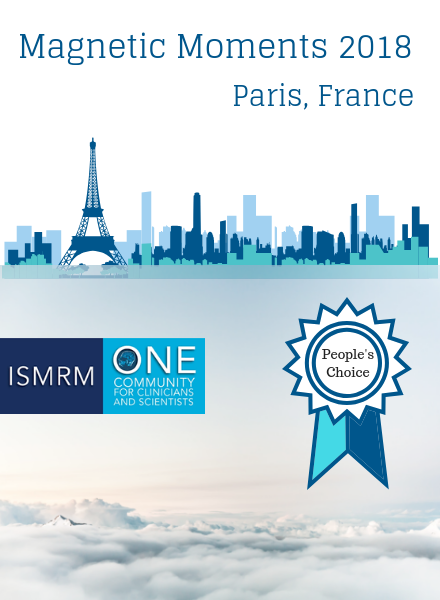 Magnetic Moments 2018
Paris, France
ISMRM
ONE
COMMUNITY
FOR CLINICIANS
AND SCIENTISTS
People's
Choice